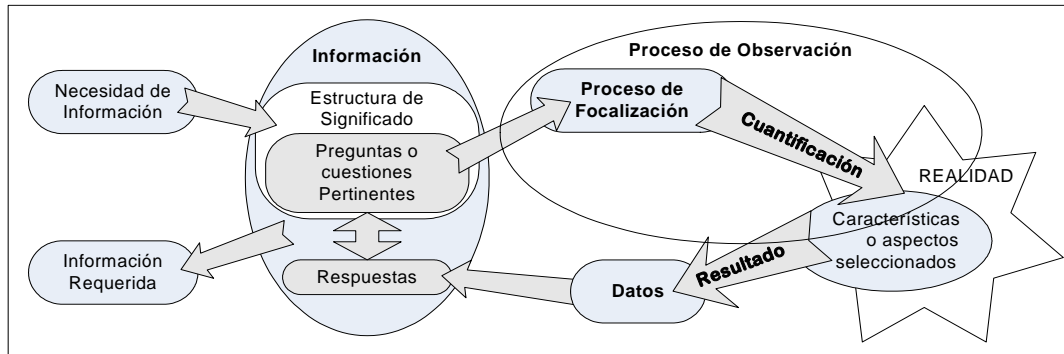 Información
Proceso de Observación
Necesidad de
Información
Estructura de
Significado
Preguntas o
cuestiones
Pertinentes
Proceso de
Focalización
Cuantificación
REALIDAD
Características
o aspectos
seleccionados
Resultado
Datos
Respuestas
Información
Requerida